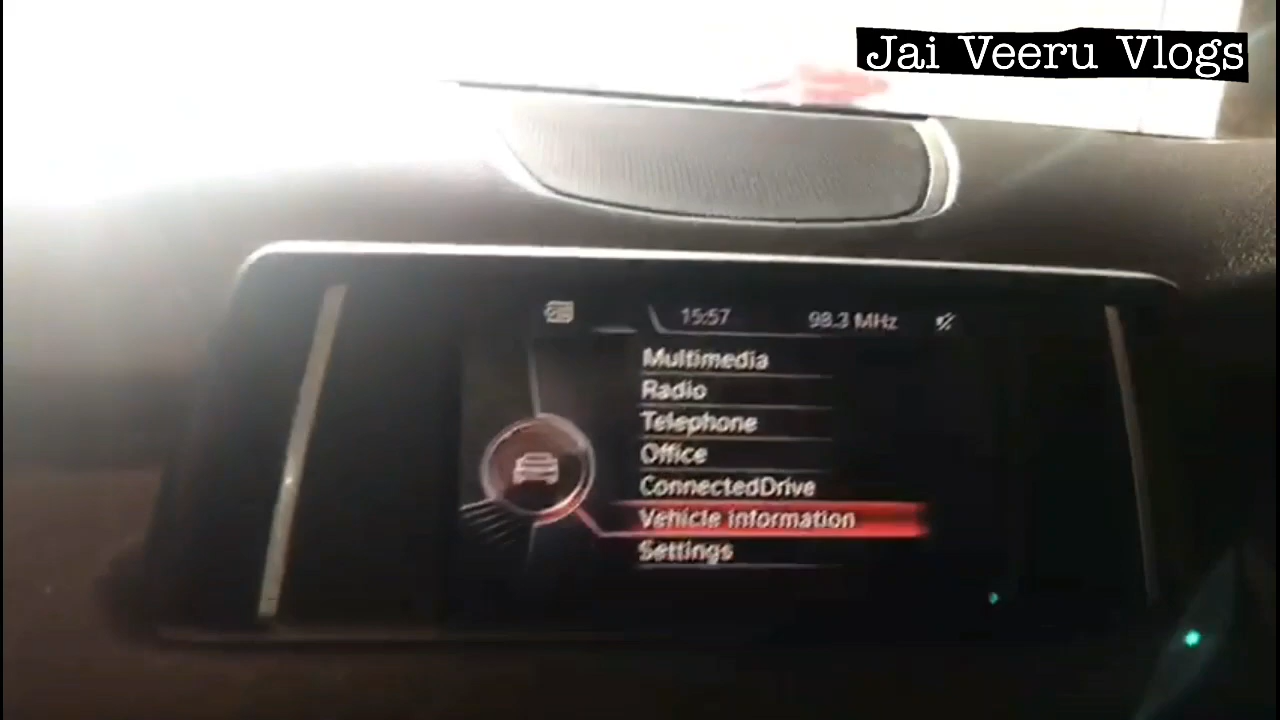 Jai Veeru Vlogs
15:57 98.3 MHz
Multimedia
Radio
Telephone
Office
ConnectedDrive
Vehicle information
Settings